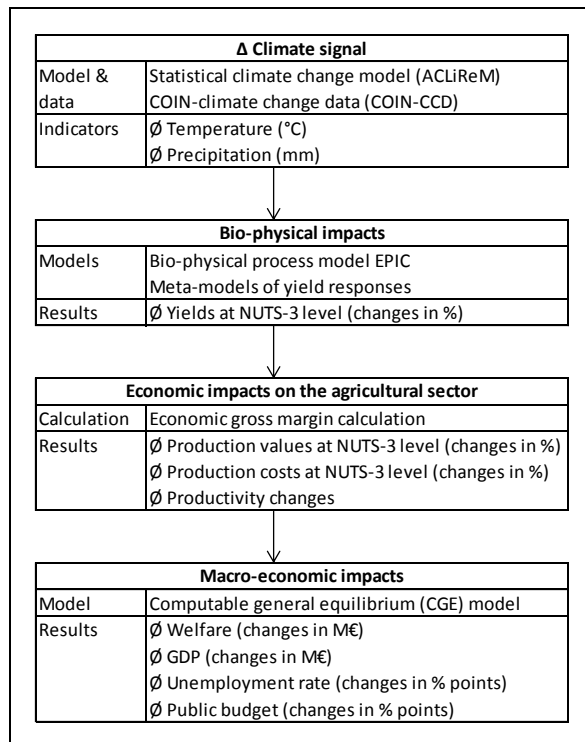 Δ Climate signal
Model & data Statistical climate change model (ACLiReM)
COIN-climate change data (COIN-CCD)
Indicators Ø Temperature (°C)
Ø Precipitation (mm)
Bio-physical impacts
Models Bio-physical process model EPIC
Meta-models of yield responses
Results Ø Yields at NUTS-3 level (changes in %)
Economic impacts on the agricultural sector
Calculation Economic gross margin calculation
Results Ø Production values at NUTS-3 level (changes in %)
Ø Production costs at NUTS-3 level (changes in %)
Ø Productivity changes
Macro-economic impacts
Model Computable general equilibrium (CGE) model
Results Ø Welfare (changes in M€)
Ø GDP (changes in M€)
Ø Unemployment rate (changes in % points)
Ø Public budget (changes in % points)